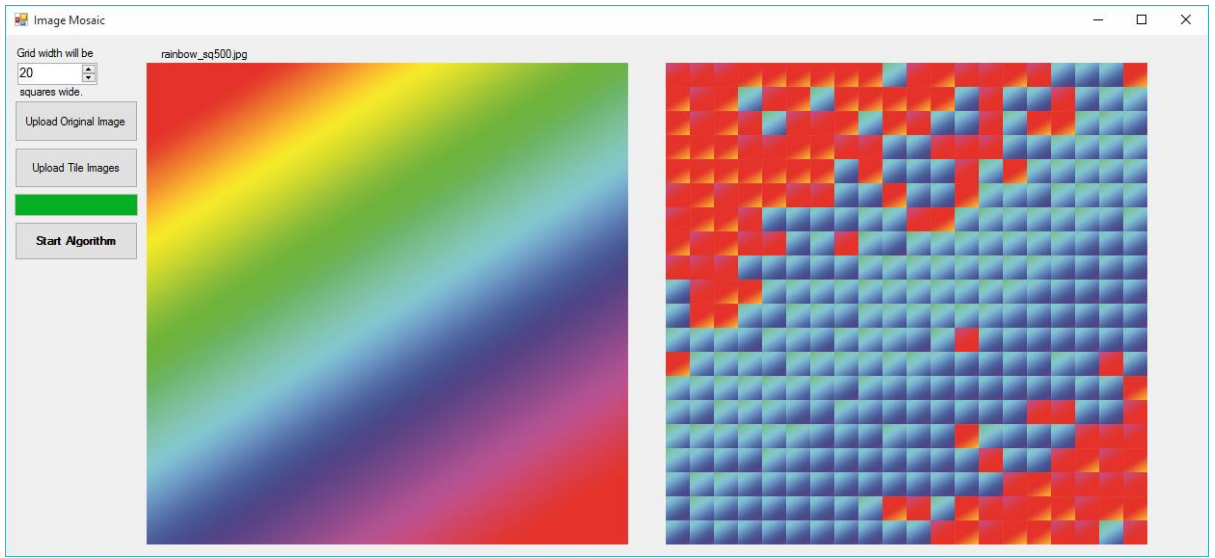 Image Mosaic
Grid width will be
rainbow_sq500.jpg
20
squares wide.
Upload Original Image
Upload Tile Images
Start Algorithm